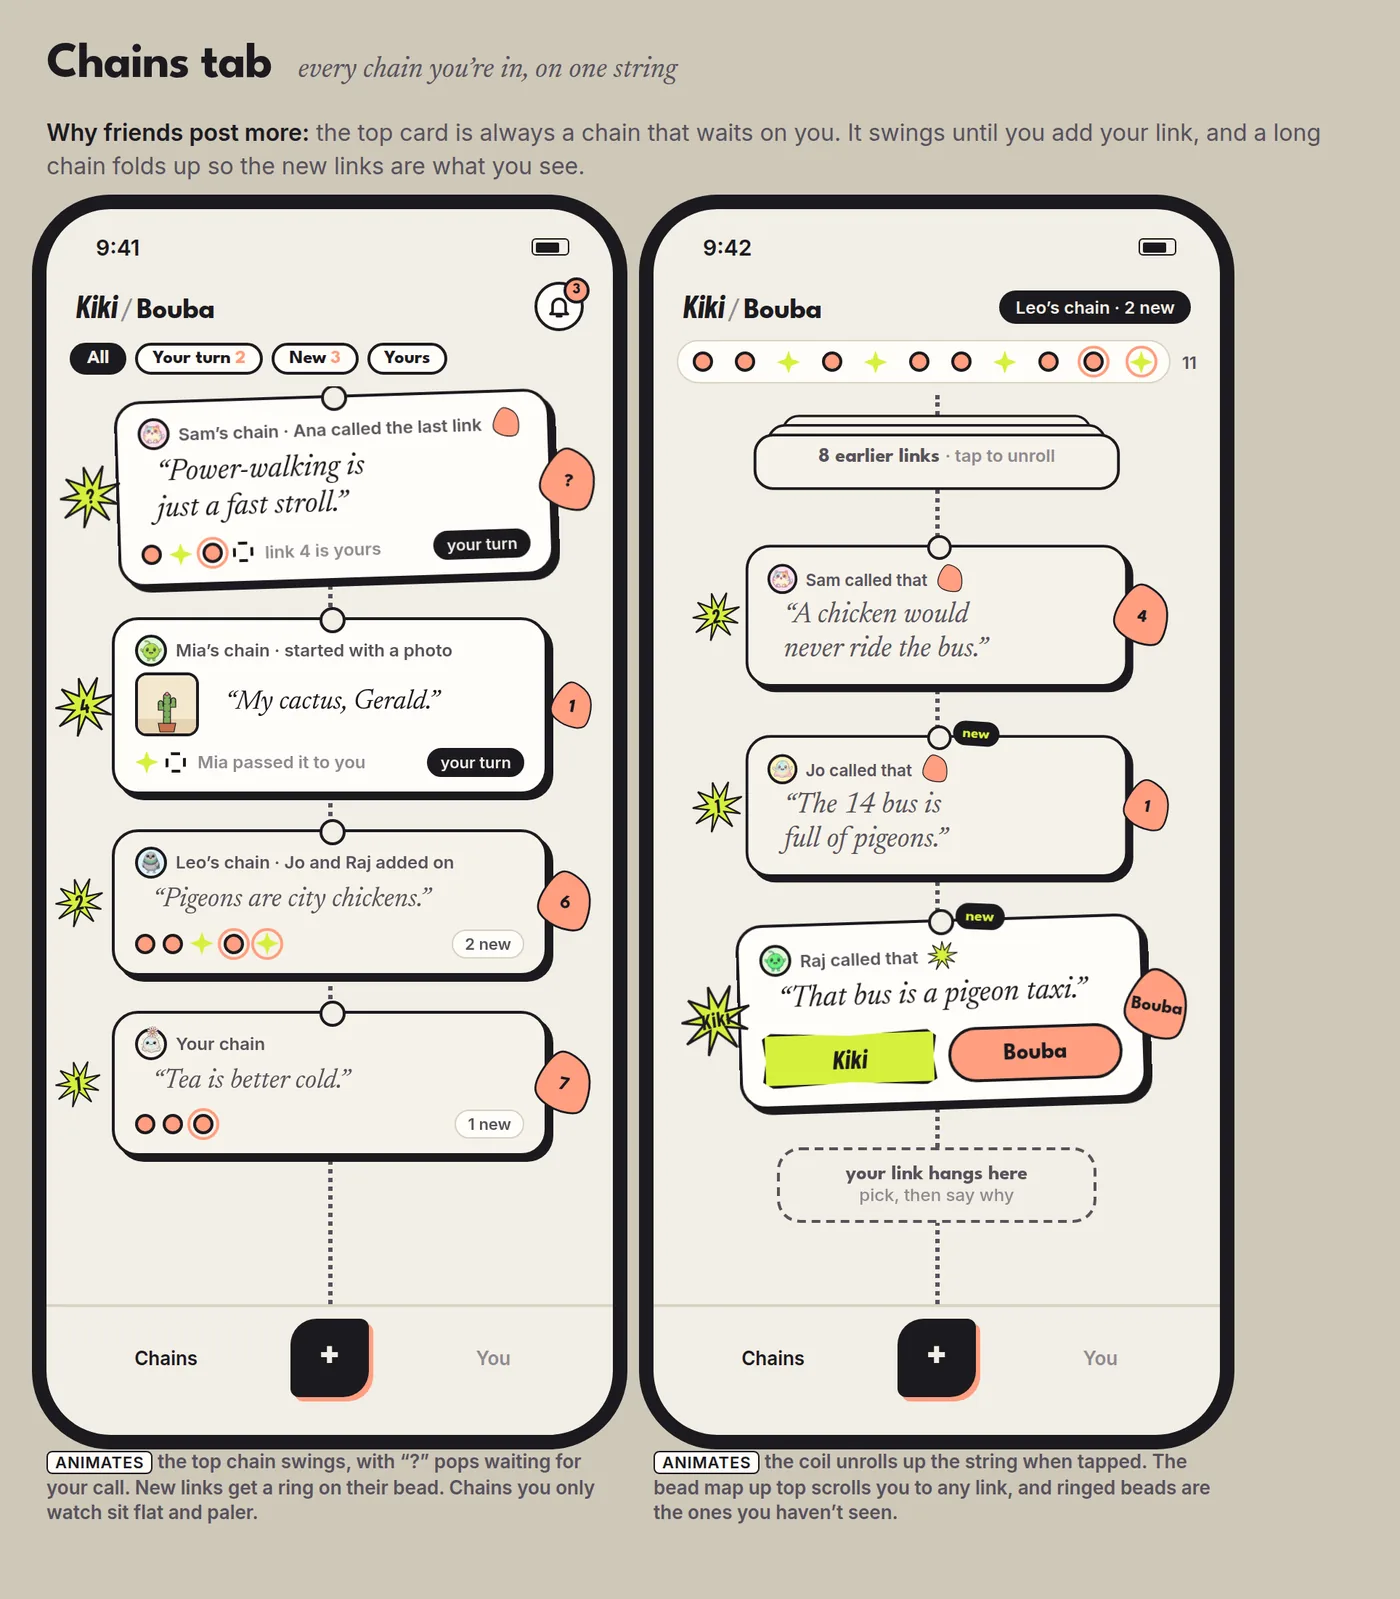 Chains tab every chain you’re in, on one string
Why friends post more: the top card is always a chain that waits on you. It swings until you add your link, and a long
chain folds up so the new links are what you see.
9:41
Kiki / Bouba
3
All
Your turn 2
New 3
Yours
Sam’s chain · Ana called the last link
“Power-walking is
just a fast stroll.”
?
?
link 4 is yours
your turn
Mia’s chain · started with a photo
“My cactus, Gerald.”
4
1
Mia passed it to you
your turn
Leo’s chain · Jo and Raj added on
“Pigeons are city chickens.”
2
6
2 new
Your chain
“Tea is better cold.”
1
7
1 new
Chains
+
You
ANIMATES the top chain swings, with “?” pops waiting for
your call. New links get a ring on their bead. Chains you only
watch sit flat and paler.
9:42
Kiki / Bouba
Leo’s chain · 2 new
11
8 earlier links · tap to unroll
Sam called that
“A chicken would
never ride the bus.”
2
4
new
Jo called that
“The 14 bus is
full of pigeons.”
1
1
new
Raj called that
“That bus is a pigeon taxi.”
Kiki
Bouba
Kiki
Bouba
your link hangs here
pick, then say why
Chains
+
You
ANIMATES the coil unrolls up the string when tapped. The
bead map up top scrolls you to any link, and ringed beads are
the ones you haven’t seen.